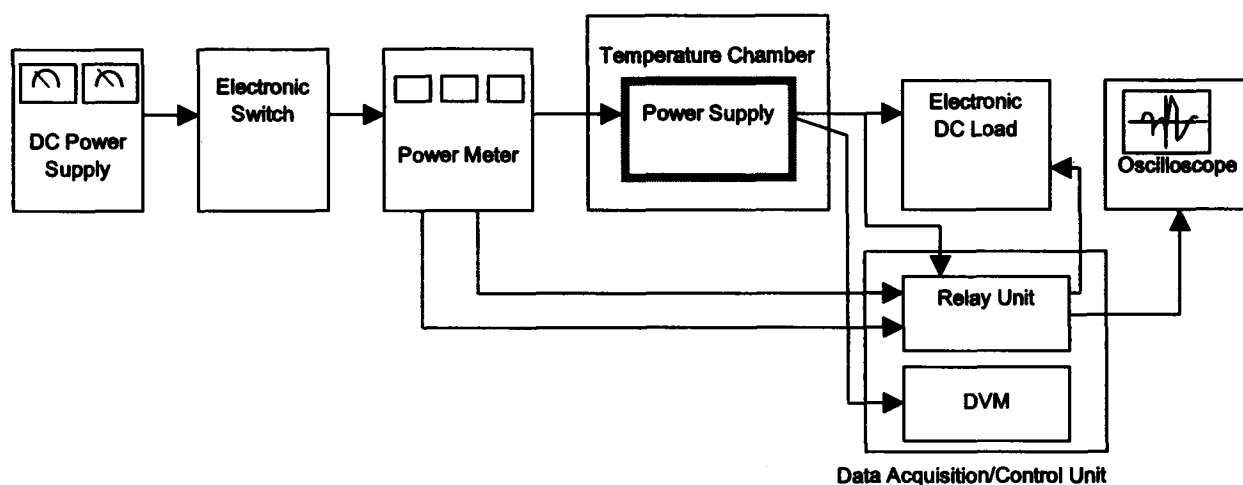 DC Power
Supply
Electronic
Switch
Power Meter
Temperature Chamber
Power Supply
Electronic
DC Load
Oscilloscope
Relay Unit
DVM
Data Acquisition/Control Unit